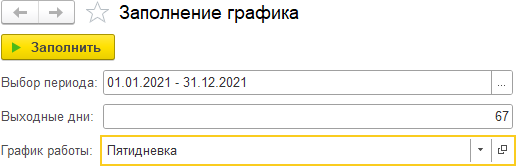 Заполнение графика
Заполнить
Выбор периода: 01.01.2021 - 31.12.2021 ...
Выходные дни: 67
График работы: Пятидневка